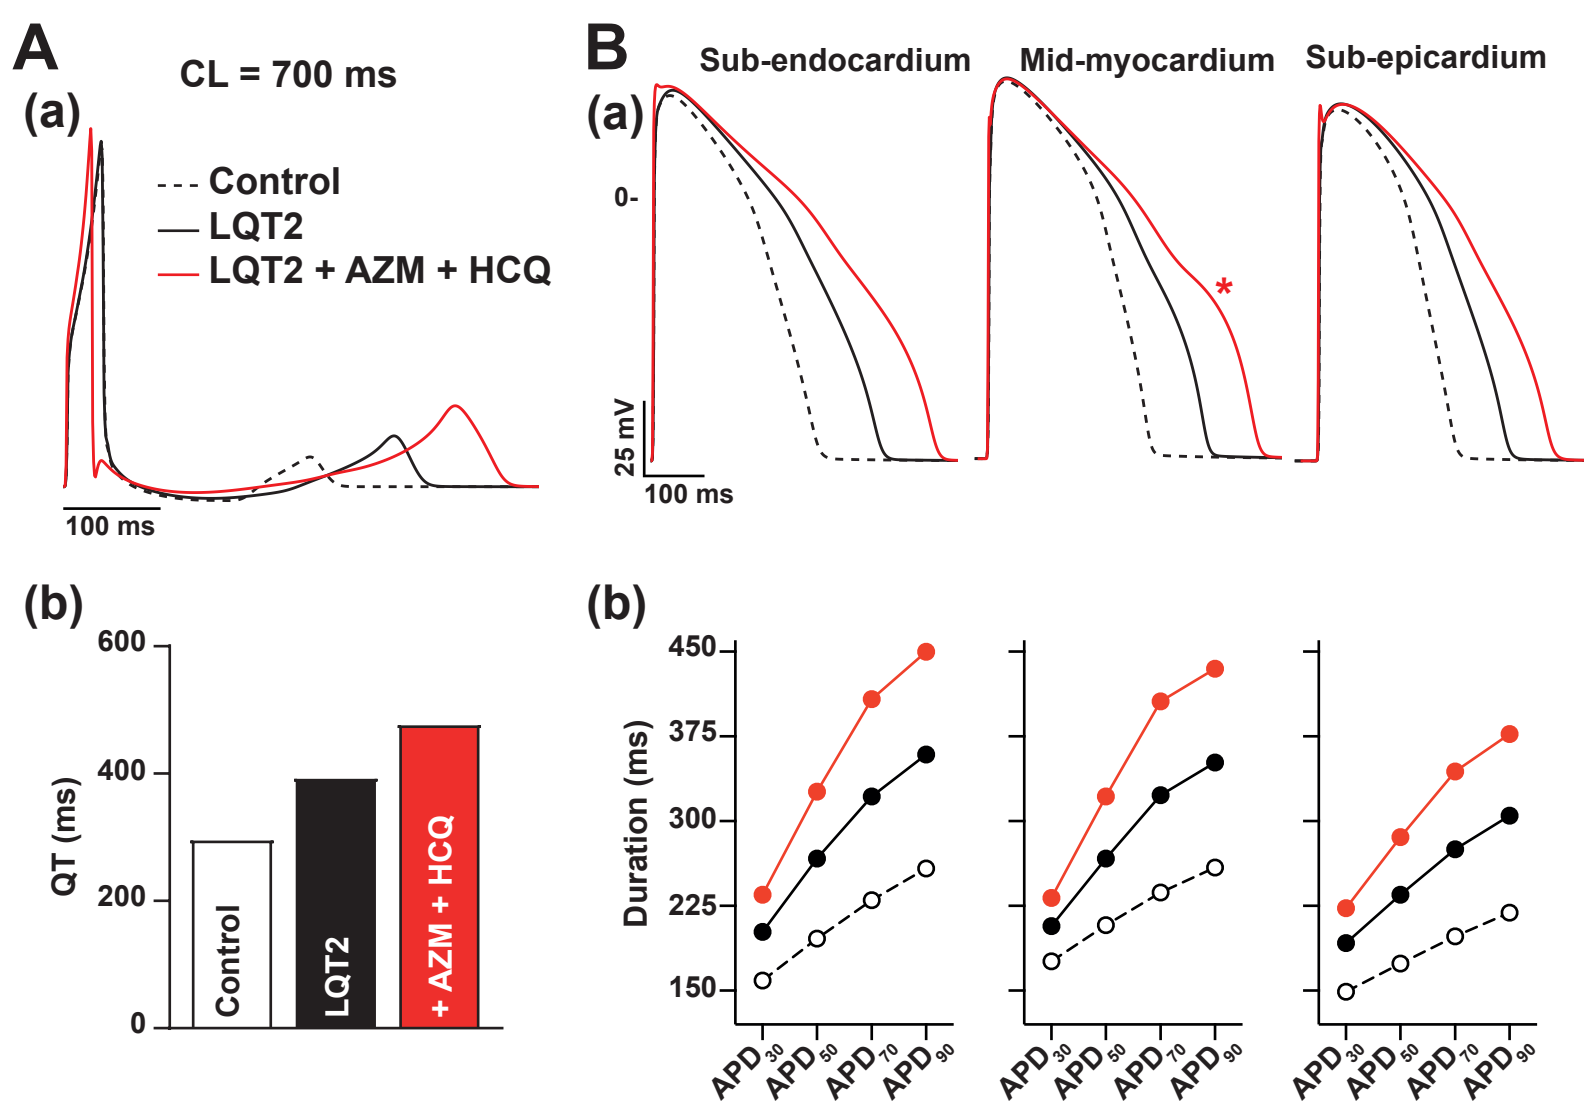 A
CL = 700 ms
(a)
Control
LQT2
LQT2 + AZM + HCQ
100 ms
(b)
600
400
200
0
QT (ms)
Control
LQT2
+ AZM + HCQ
B
Sub-endocardium
Mid-myocardium
Sub-epicardium
(a)
0-
*
25 mV
100 ms
(b)
450
375
300
225
150
Duration (ms)
APD30 APD50 APD70 APD90
APD30 APD50 APD70 APD90
APD30 APD50 APD70 APD90